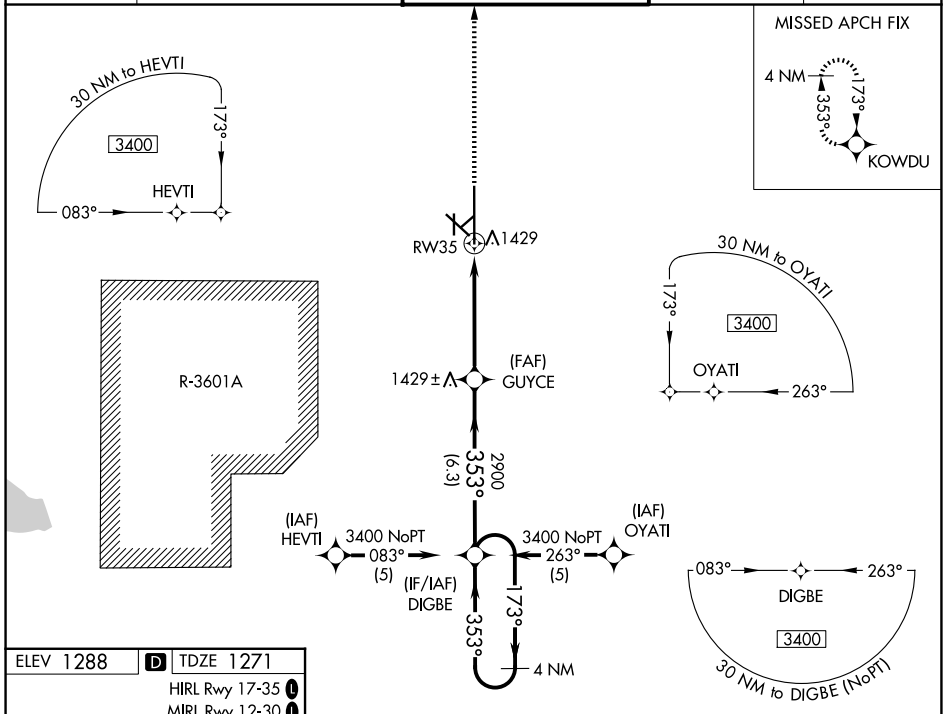 MISSED APCH FIX
4 NM
353°
173°
KOWDU
30 NM to HEVTI
3400
173°
HEVTI
083°
RW35
1429
30 NM to OYATI
173°
3400
OYATI
263°
R-3601A
1429±
(FAF)
GUYCE
353°
2900
(6.3)
(IAF)
HEVTI
3400 NoPT
083°
(5)
(IF/IAF)
DIGBE
3400 NoPT
263°
(5)
(IAF)
OYATI
353°
173°
4 NM
083°
263°
DIGBE
3400
30 NM to DIGBE (NoPT)
ELEV 1288 D TDZE 1271
HIRL Rwy 17-35 L
MIRL Rwy 12-30 L